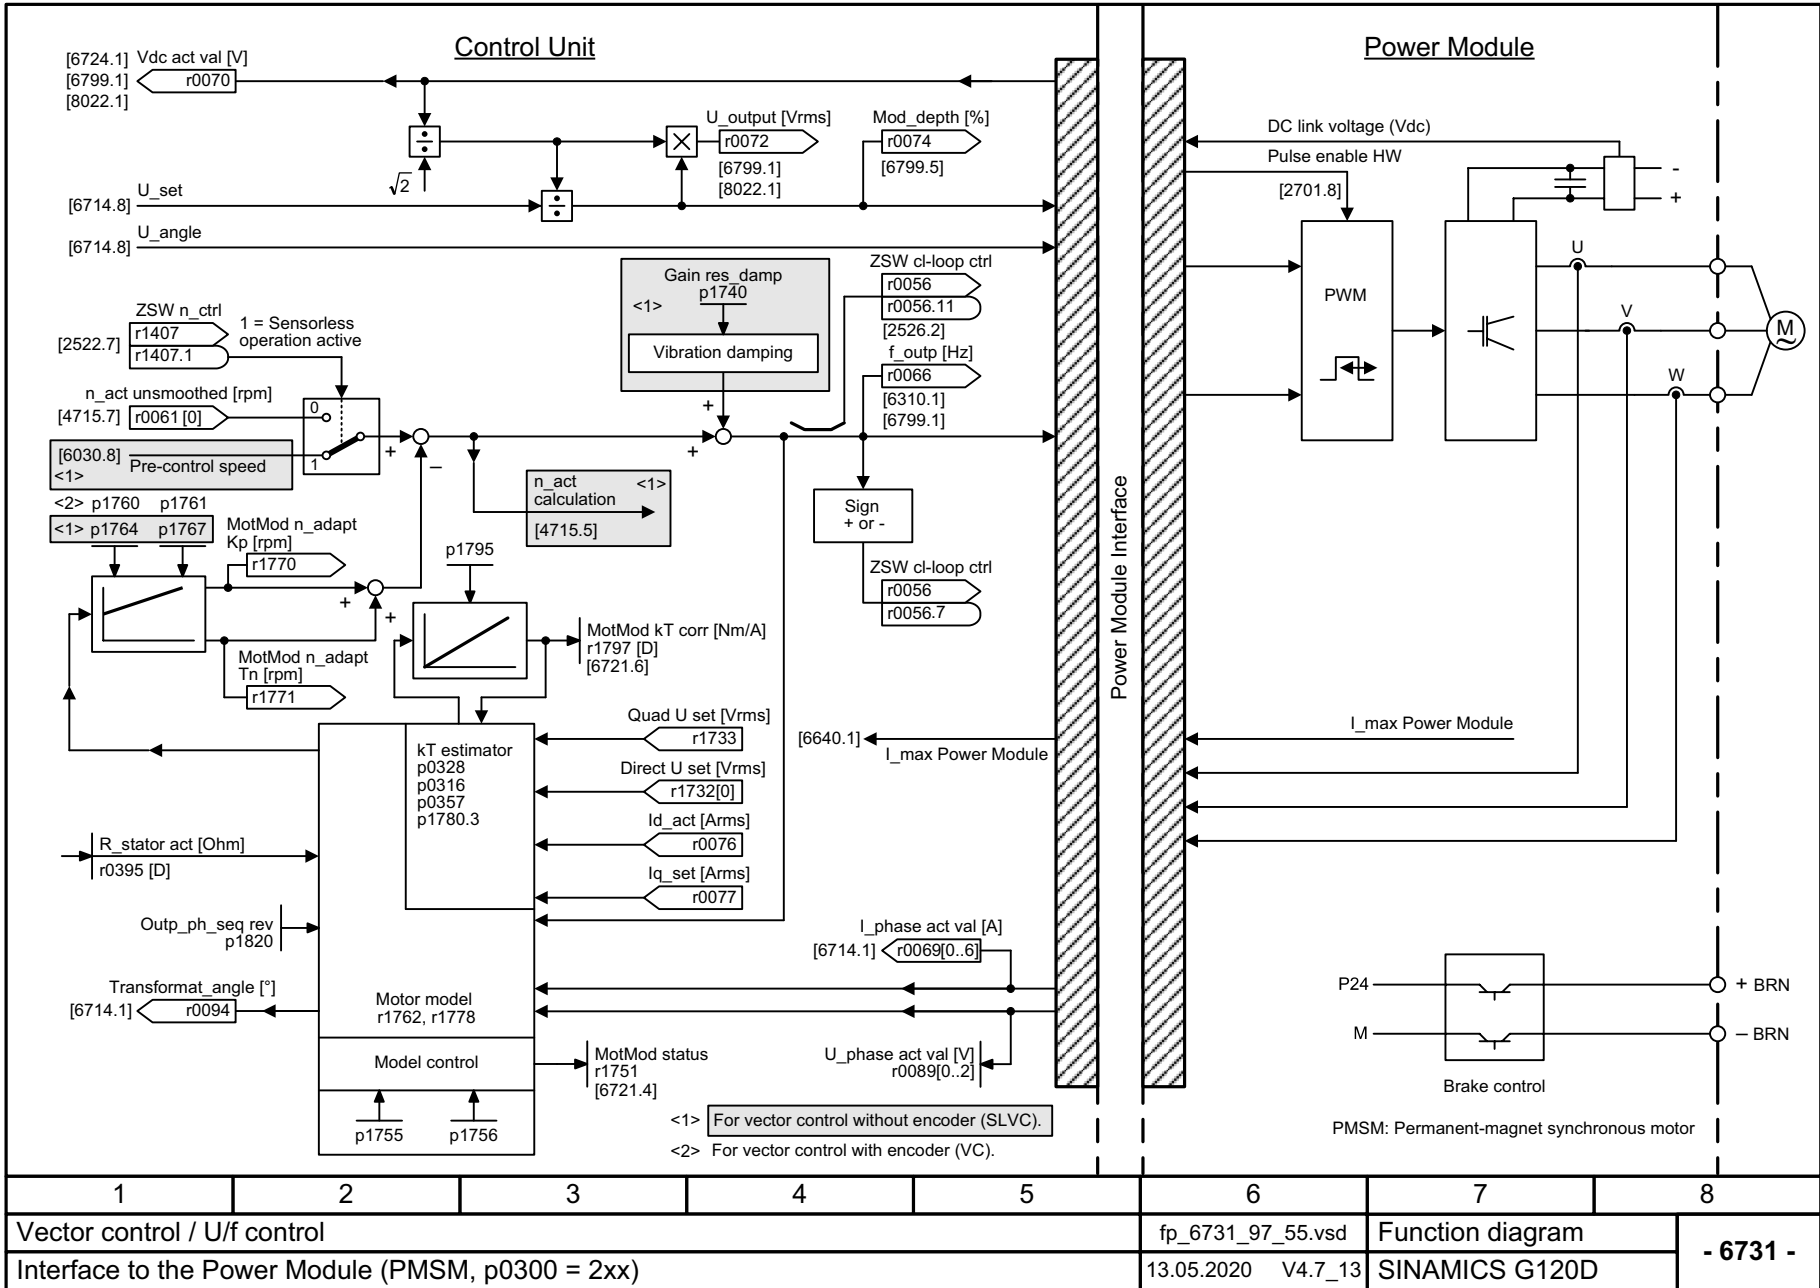 Control Unit
Power Module
[6724.1] Vdc act val [V]
[6799.1] r0070
[8022.1]
÷
√2
U_output [Vrms]
r0072
[6799.1]
[8022.1]
Mod_depth [%]
r0074
[6799.5]
U_set
[6714.8]
÷
U_angle
[6714.8]
ZSW n_ctrl
r1407
[2522.7]
r1407.1
1 = Sensorless
operation active
n_act unsmoothed [rpm]
[4715.7] r0061 [0]
0
1
[6030.8] Pre-control speed
<1>
+
–
Gain res_damp
p1740
<1>
Vibration damping
+
+
ZSW cl-loop ctrl
r0056
r0056.11
[2526.2]
f_outp [Hz]
r0066
[6310.1]
[6799.1]
n_act <1>
calculation
[4715.5]
Sign
+ or -
ZSW cl-loop ctrl
r0056
r0056.7
<2> p1760 p1761
<1> p1764 p1767
MotMod n_adapt
Kp [rpm]
r1770
+
+
MotMod n_adapt
Tn [rpm]
r1771
p1795
MotMod kT corr [Nm/A]
r1797 [D]
[6721.6]
kT estimator
p0328
p0316
p0357
p1780.3
Quad U set [Vrms]
r1733
Direct U set [Vrms]
r1732[0]
Id_act [Arms]
r0076
Iq_set [Arms]
r0077
[6640.1]
I_max Power Module
R_stator act [Ohm]
r0395 [D]
Outp_ph_seq rev
p1820
Transformat_angle [°]
[6714.1] r0094
Motor model
r1762, r1778
Model control
p1755 p1756
MotMod status
r1751
[6721.4]
I_phase act val [A]
[6714.1] r0069[0..6]
U_phase act val [V]
r0089[0..2]
<1> For vector control without encoder (SLVC).
<2> For vector control with encoder (VC).
Power Module Interface
DC link voltage (Vdc)
Pulse enable HW
[2701.8]
-
+
PWM
U
V
W
M
~
I_max Power Module
P24
M
+ BRN
– BRN
Brake control
PMSM: Permanent-magnet synchronous motor
1 2 3 4 5 6 7 8
Vector control / U/f control
fp_6731_97_55.vsd
Function diagram
- 6731 -
Interface to the Power Module (PMSM, p0300 = 2xx)
13.05.2020 V4.7_13
SINAMICS G120D